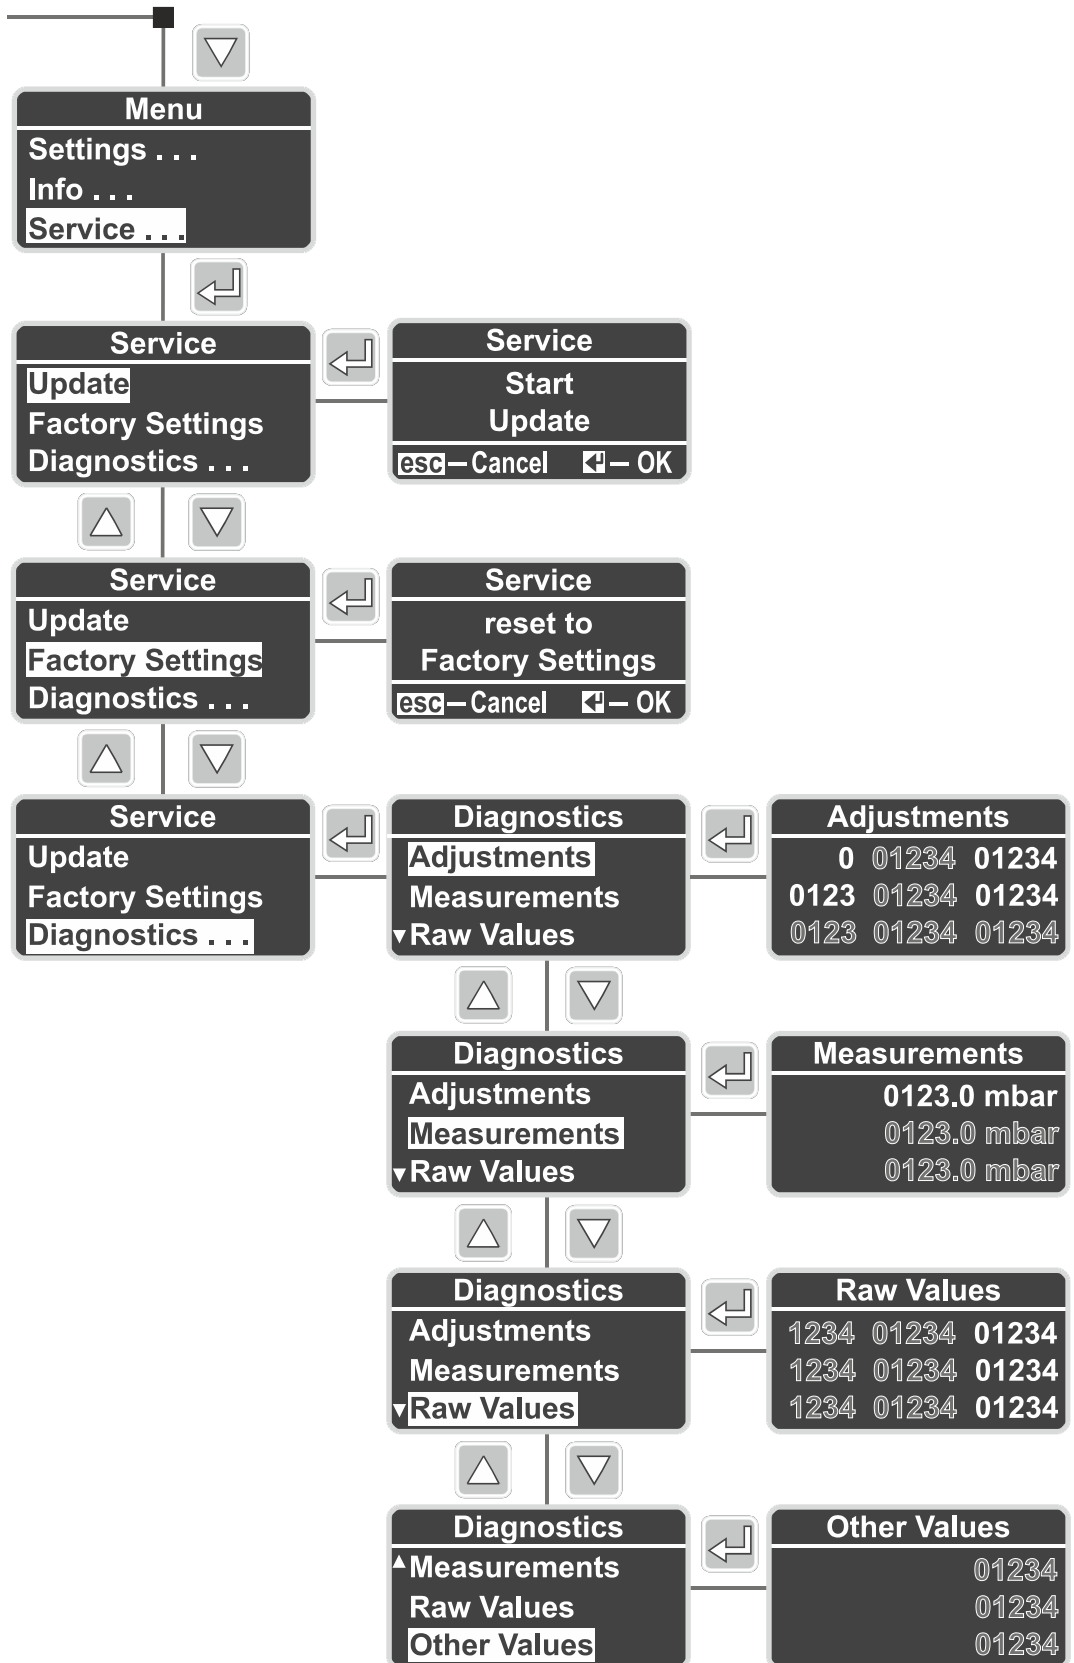 Menu
Settings . . .
Info . . .
Service . . .
Service
Update
Factory Settings
Diagnostics . . .
Service
Start
Update
esc – Cancel – OK
Service
Update
Factory Settings
Diagnostics . . .
Service
reset to
Factory Settings
esc – Cancel – OK
Service
Update
Factory Settings
Diagnostics . . .
Diagnostics
Adjustments
Measurements
Raw Values
Adjustments
0 01234 01234
0123 01234 01234
0123 01234 01234
Diagnostics
Adjustments
Measurements
Raw Values
Measurements
0123.0 mbar
0123.0 mbar
0123.0 mbar
Diagnostics
Adjustments
Measurements
Raw Values
Raw Values
1234 01234 01234
1234 01234 01234
1234 01234 01234
Diagnostics
Measurements
Raw Values
Other Values
Other Values
01234
01234
01234